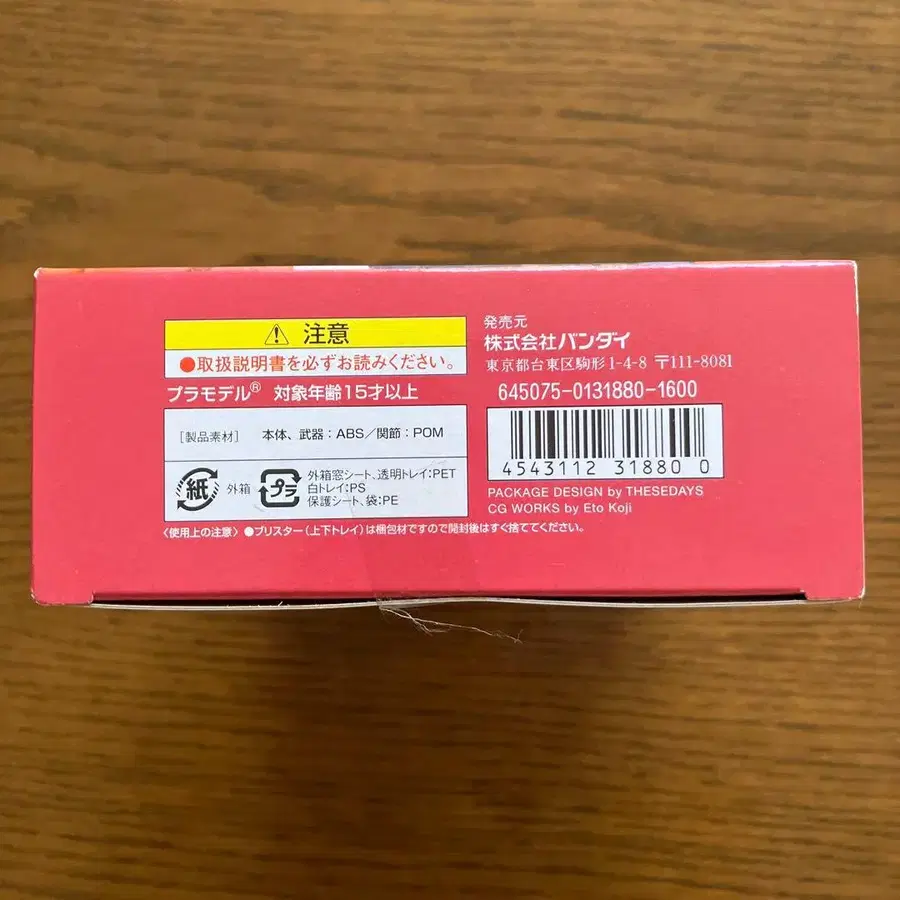 ⚠ 注意
●取扱説明書を必ずお読みください。
プラモデル® 対象年齢15才以上
［製品素材］ 本体、武器：ABS／関節：POM
紙 外箱
プラ 外箱窓シート、透明トレイ：PET
白トレイ：PS
保護シート、袋：PE
〈使用上の注意〉●ブリスター（上下トレイ）は梱包材ですので開封後はすぐ捨ててください。
発売元
株式会社バンダイ
東京都台東区駒形1-4-8 〒111-8081
645075-0131880-1600
4543112 31880 0
PACKAGE DESIGN by THESEDAYS
CG WORKS by Eto Koji